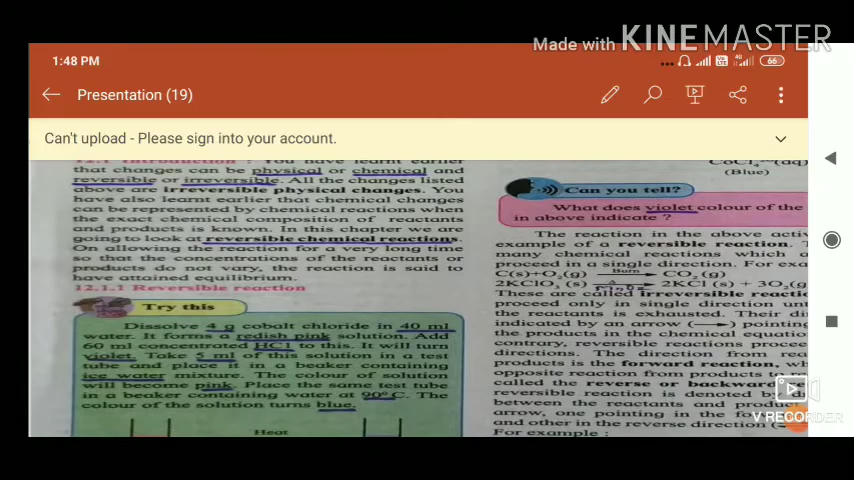 Made with KINEMASTER
1:48 PM
4G
66
Presentation (19)
Can't upload - Please sign into your account.
12.1 Introduction : You have learnt earlier
that changes can be physical or chemical and
reversible or irreversible. All the changes listed
above are irreversible physical changes. You
have also learnt earlier that chemical changes
can be represented by chemical reactions when
the exact chemical composition of reactants
and products is known. In this chapter we are
going to look at reversible chemical reactions.
On allowing the reaction for a very long time
so that the concentrations of the reactants or
products do not vary, the reaction is said to
have attained equilibrium.
12.1.1 Reversible reaction
Try this
Dissolve 4 g cobalt chloride in 40 ml
water. It forms a redish pink solution. Add
60 ml concentrated HCl to this. It will turn
violet. Take 5 ml of this solution in a test
tube and place it in a beaker containing
ice water mixture. The colour of solution
will become pink. Place the same test tube
in a beaker containing water at 90° C. The
colour of the solution turns blue.
Heat
CoCl₄²⁻(aq)
(Blue)
Can you tell?
What does violet colour of the
in above indicate ?
The reaction in the above
example of a reversible reaction.
many chemical reactions which
proceed in a single direction. For
C(s)+O₂(g) Burn CO₂(g)
2KClO₃ (s) Δ 2KCl (s) + 3O₂(g
These are called irreversible
proceed only in single direction
the reactants is exhausted. Their
indicated by an arrow (⟶) pointing
the products in the chemical
contrary, reversible reactions
directions. The direction from
products is the forward reaction,
opposite reaction from products to
called the reverse or backward
reversible reaction is denoted by
between the reactants and
arrow, one pointing in the
and other in the reverse direction (
For example :
V RECORDER